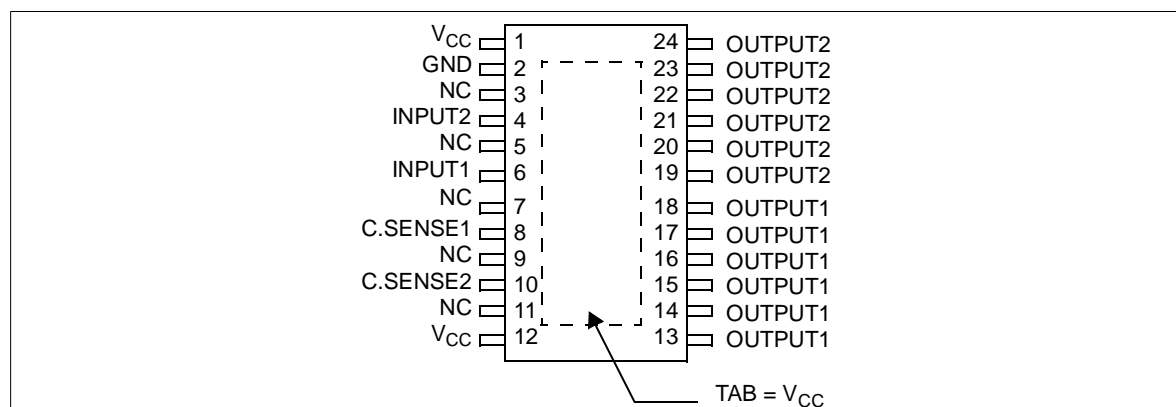 VCC 1 24 OUTPUT2
GND 2 23 OUTPUT2
NC 3 22 OUTPUT2
INPUT2 4 21 OUTPUT2
NC 5 20 OUTPUT2
INPUT1 6 19 OUTPUT2
NC 7 18 OUTPUT1
C.SENSE1 8 17 OUTPUT1
NC 9 16 OUTPUT1
C.SENSE2 10 15 OUTPUT1
NC 11 14 OUTPUT1
VCC 12 13 OUTPUT1
TAB = VCC